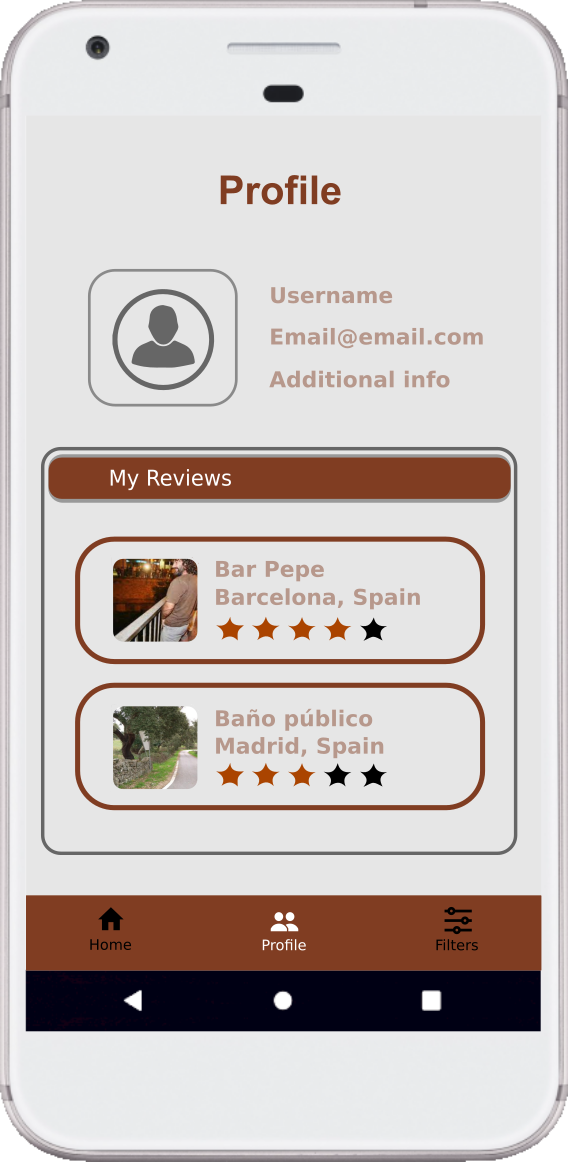 Profile
Username
Email@email.com
Additional info
My Reviews
Bar Pepe
Barcelona, Spain
Baño público
Madrid, Spain
Home
Profile
Filters